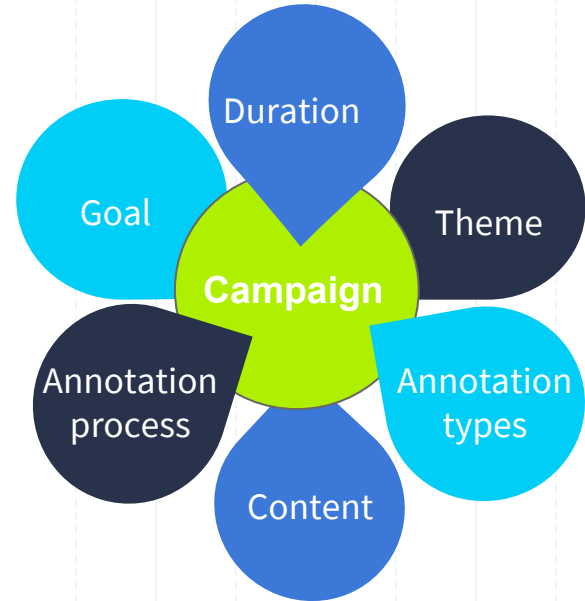 Duration
Goal
Theme
Campaign
Annotation
process
Annotation
types
Content